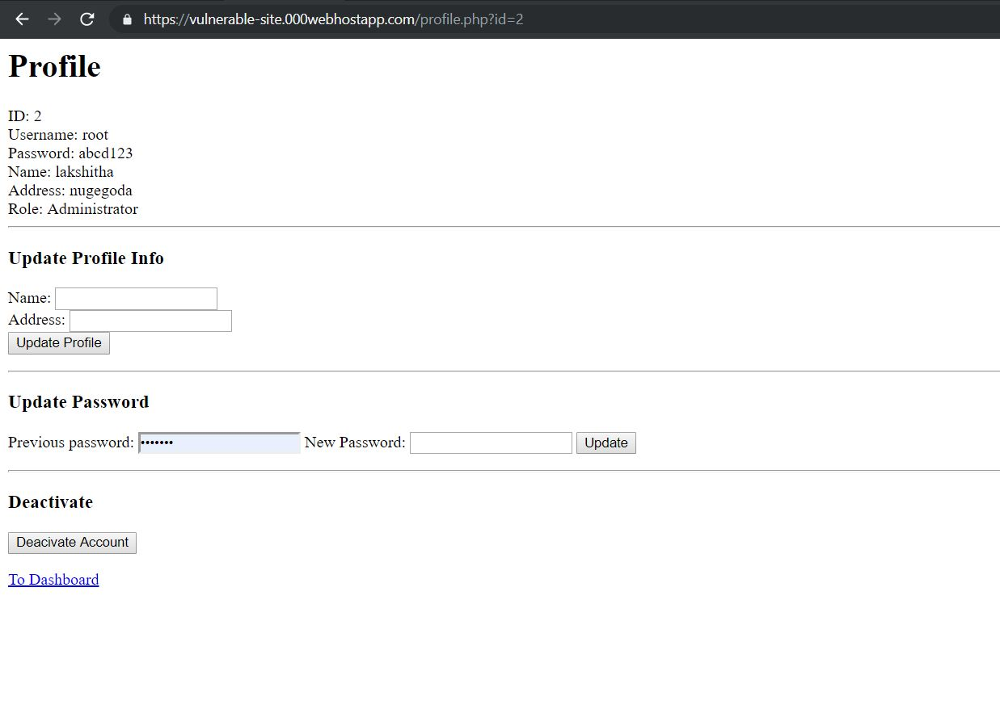 https://vulnerable-site.000webhostapp.com/profile.php?id=2
Profile
ID: 2
Username: root
Password: abcd123
Name: lakshitha
Address: nugegoda
Role: Administrator
Update Profile Info
Name:
Address:
Update Profile
Update Password
Previous password: ••••••• New Password: Update
Deactivate
Deacivate Account
To Dashboard